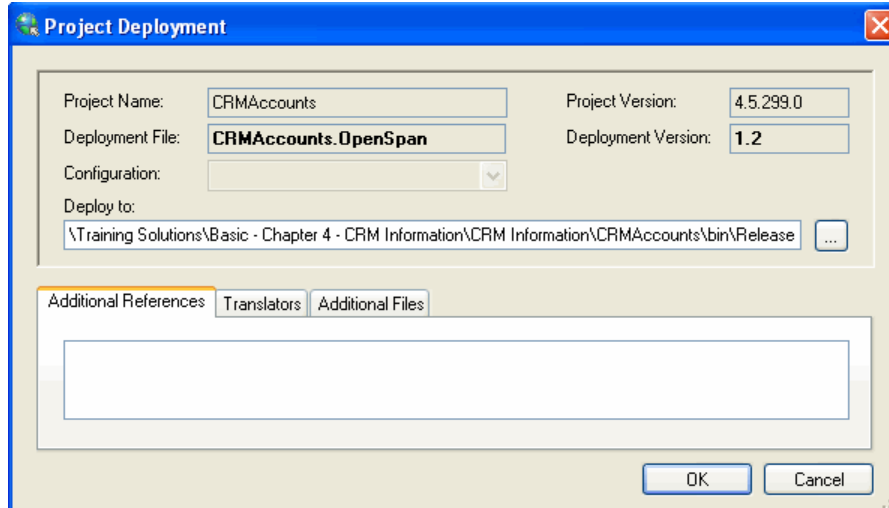 Project Deployment
Project Name: CRMAccounts Project Version: 4.5.299.0
Deployment File: CRMAccounts.OpenSpan Deployment Version: 1.2
Configuration:
Deploy to:
\Training Solutions\Basic - Chapter 4 - CRM Information\CRM Information\CRMAccounts\bin\Release ...
Additional References Translators Additional Files
OK Cancel